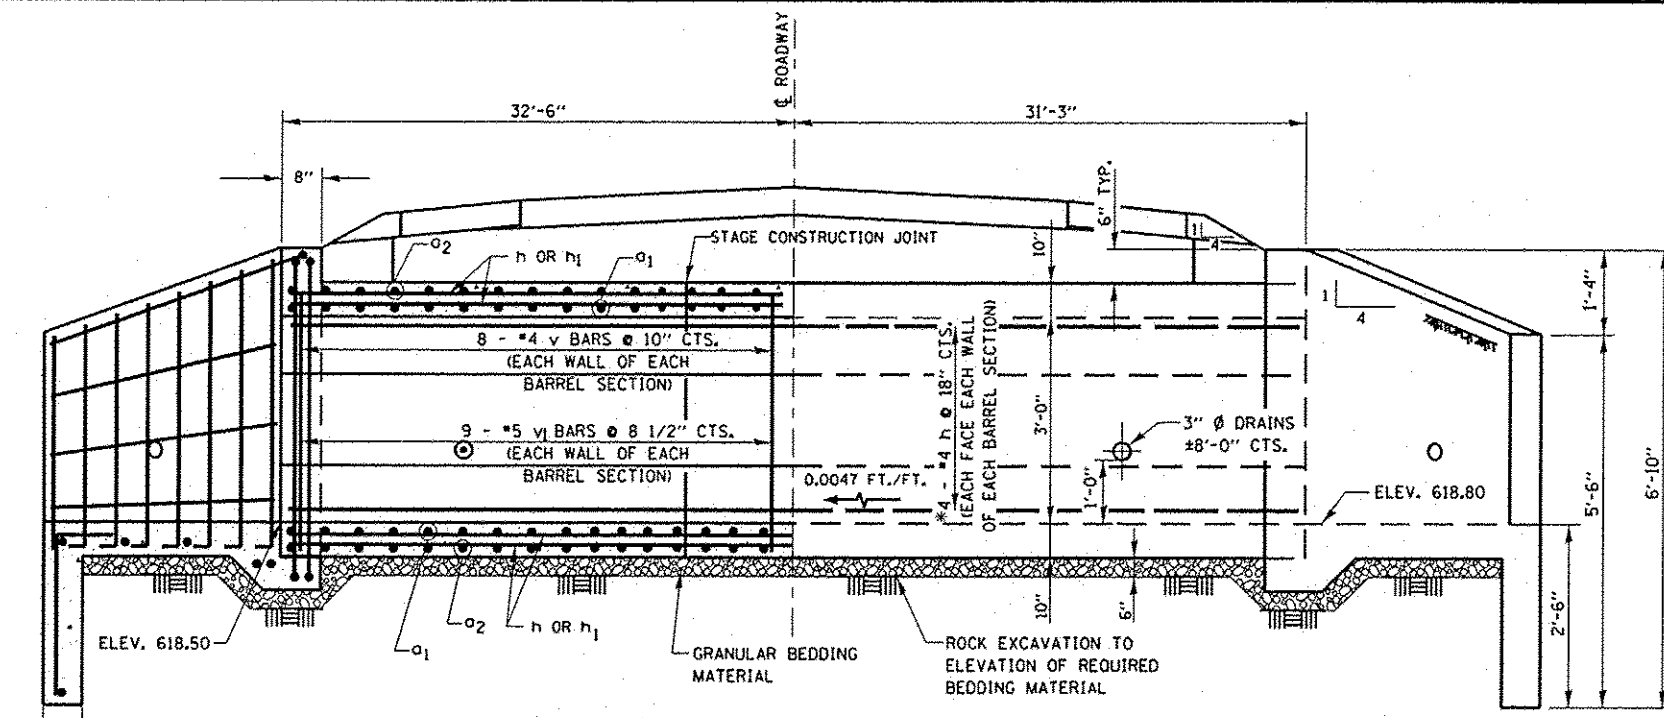 ℄ ROADWAY
32'-6"
31'-3"
8"
6" TYP.
10"
1
4
STAGE CONSTRUCTION JOINT
a2
h OR h1
a1
8 - #4 v BARS @ 10" CTS.
(EACH WALL OF EACH
BARREL SECTION)
9 - #5 v1 BARS @ 8 1/2" CTS.
(EACH WALL OF EACH
BARREL SECTION)
*4 - #4 h @ 18" CTS.
(EACH FACE EACH WALL
OF EACH BARREL SECTION)
3'-0"
3" Ø DRAINS
±8'-0" CTS.
1
4
1'-4"
0.0047 FT./FT.
1'-0"
ELEV. 618.80
5'-6"
6'-10"
2'-6"
10"
6"
ELEV. 618.50
a1
a2
h OR h1
GRANULAR BEDDING
MATERIAL
ROCK EXCAVATION TO
ELEVATION OF REQUIRED
BEDDING MATERIAL